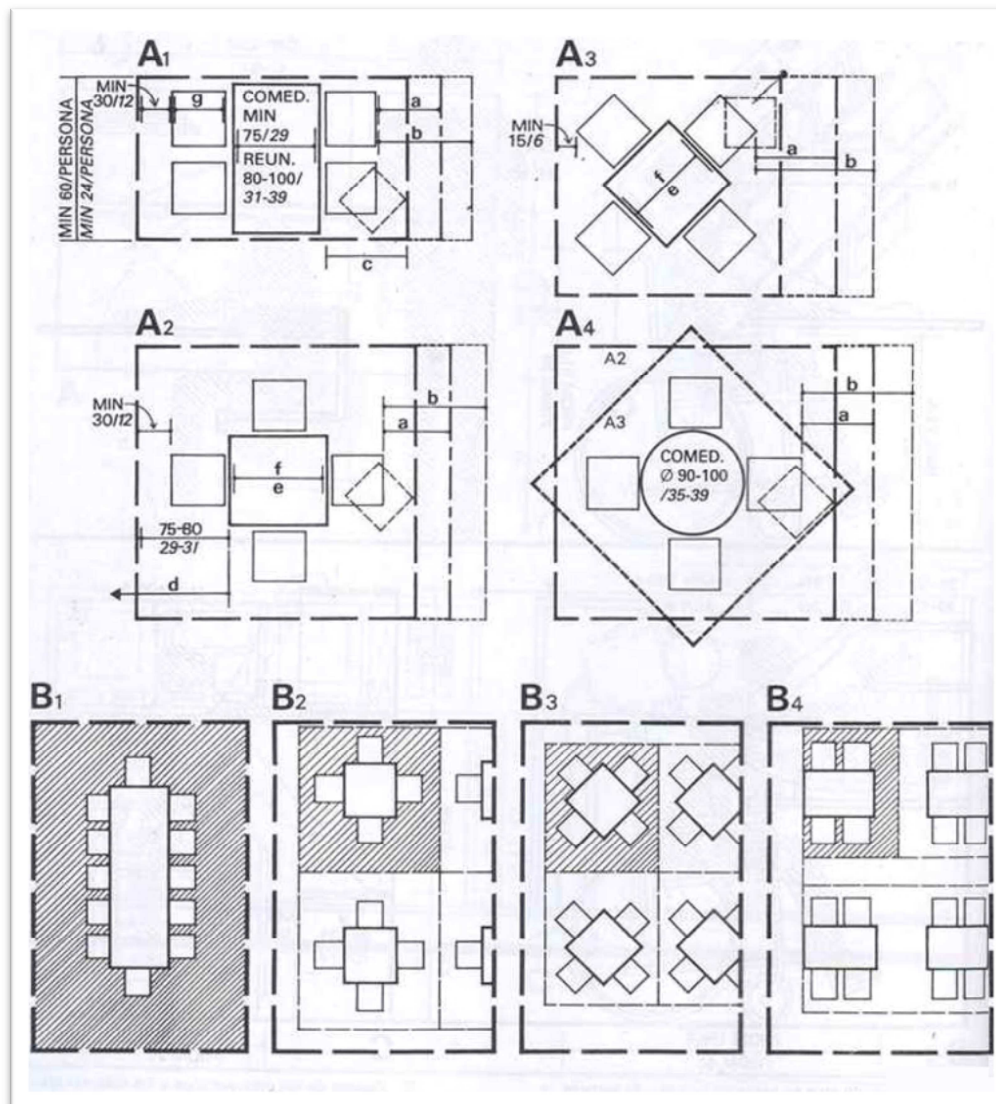 A1
MIN 60/PERSONA
MIN 24/PERSONA
MIN
30/12
g
COMED.
MIN
75/29
REUN.
80-100/
31-39
a
b
c
A3
MIN
15/6
f
e
a
b
A2
MIN
30/12
f
e
b
a
75-80
29-31
d
A4
A2
A3
COMED.
Ø 90-100
/35-39
b
a
B1
B2
B3
B4